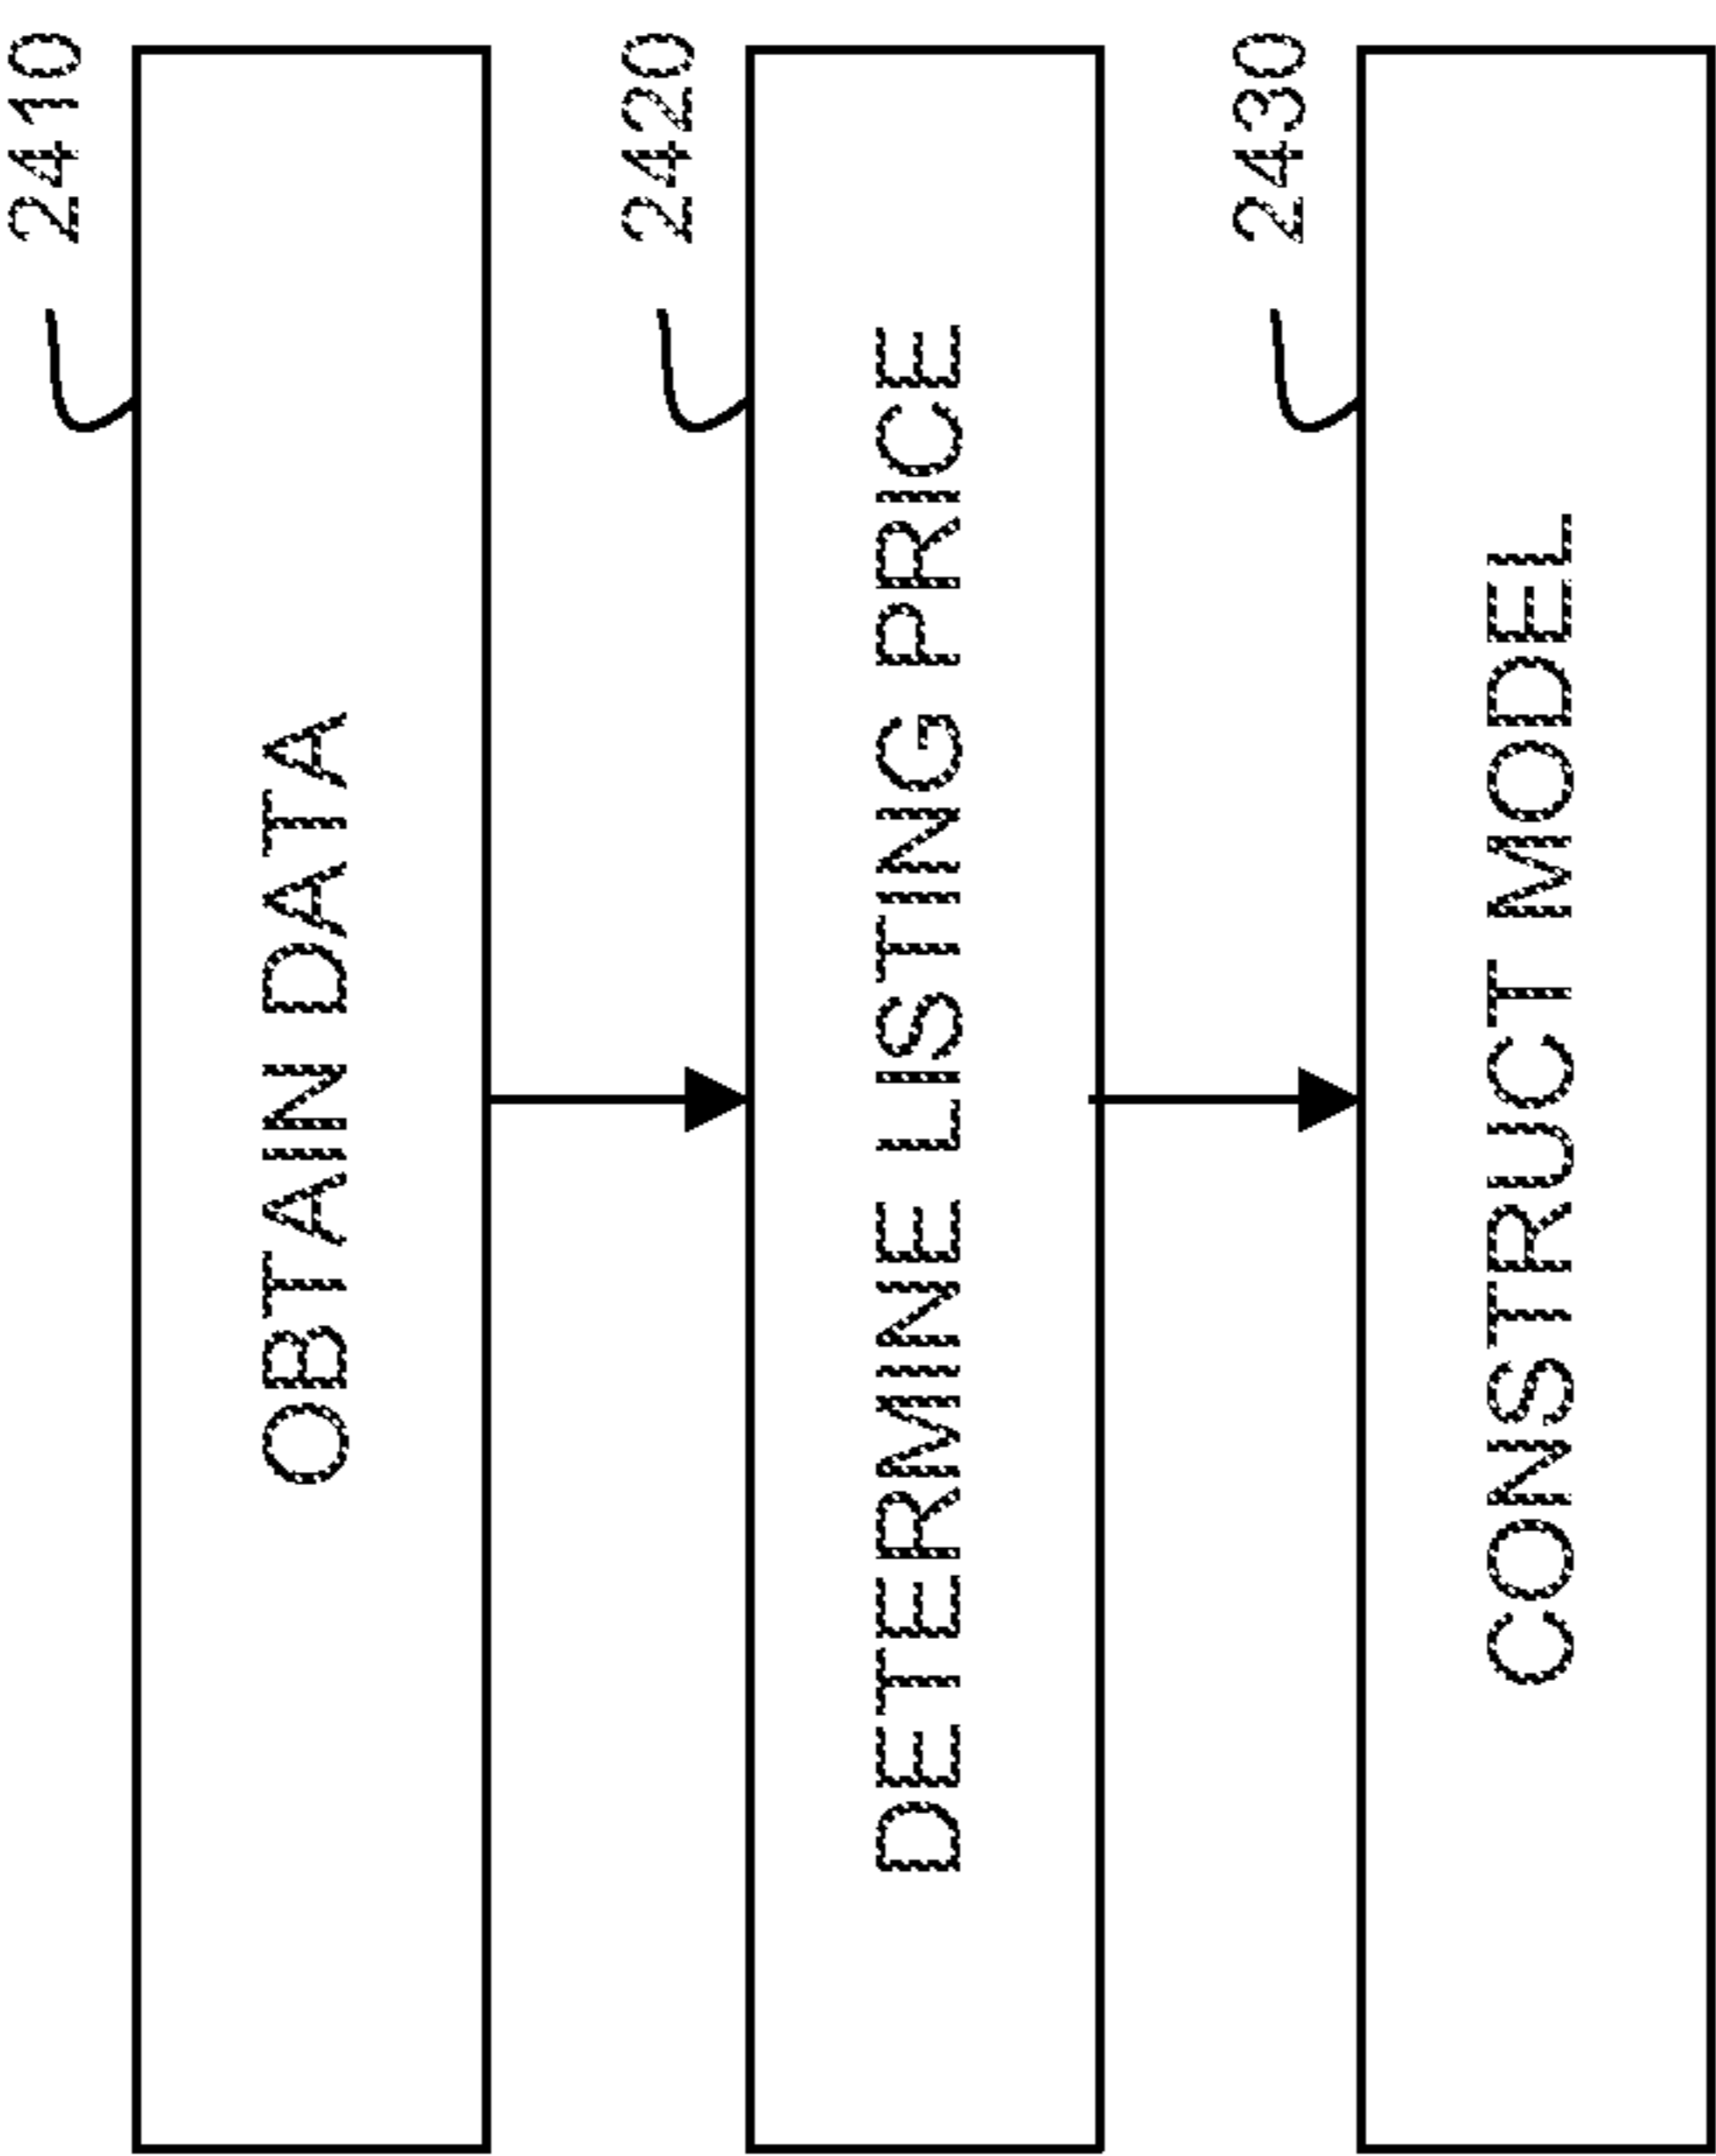 2410
OBTAIN DATA
2420
DETERMINE LISTING PRICE
2430
CONSTRUCT MODEL